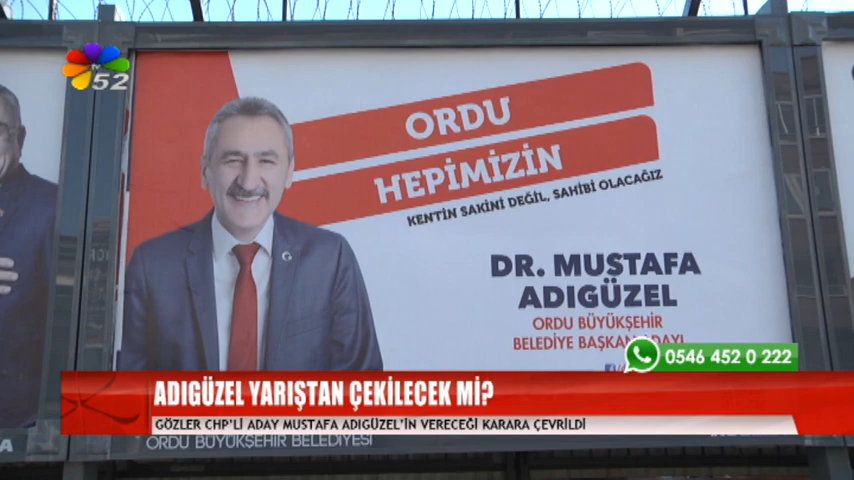 tv
52
ORDU
HEPİMİZİN
KENTİN SAKİNİ DEĞİL, SAHİBİ OLACAĞIZ
DR. MUSTAFA
ADIGÜZEL
ORDU BÜYÜKŞEHİR
BELEDİYE BAŞKAN ADAYI
0546 452 0 222
ADIGÜZEL YARIŞTAN ÇEKİLECEK Mİ?
GÖZLER CHP'Lİ ADAY MUSTAFA ADIGÜZEL'İN VERECEĞİ KARARA ÇEVRİLDİ
ORDU BÜYÜKŞEHİR BELEDİYESİ